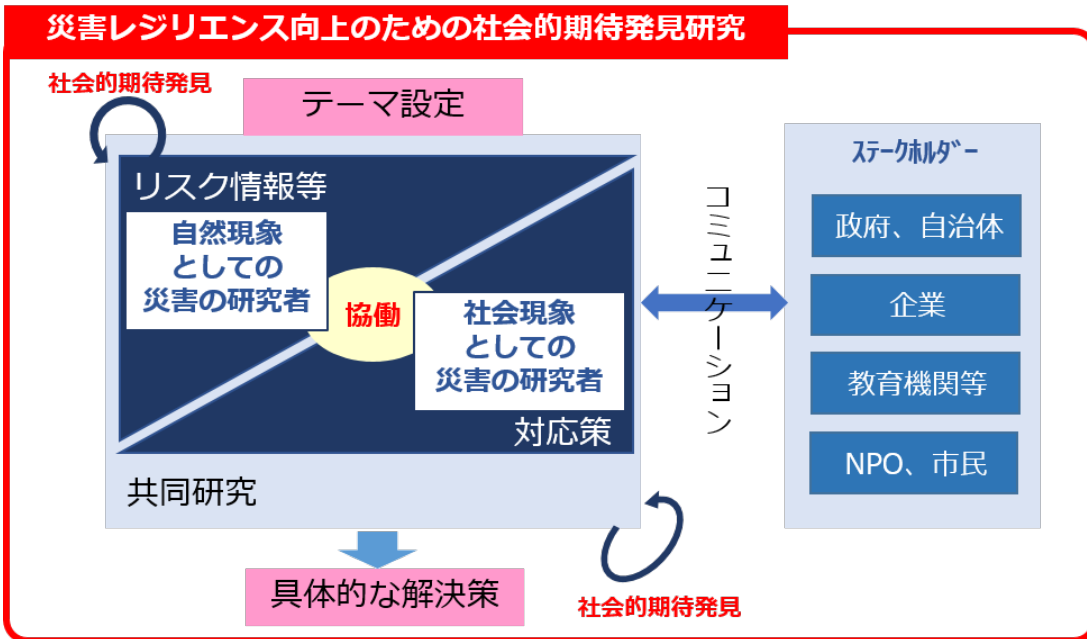 災害レジリエンス向上のための社会的期待発見研究
社会的期待発見
テーマ設定
リスク情報等
自然現象
としての
災害の研究者
協働
社会現象
としての
災害の研究者
対応策
共同研究
具体的な解決策
社会的期待発見
コミュニケーション
ｽﾃｰｸﾎﾙﾀﾞｰ
政府、自治体
企業
教育機関等
NPO、市民